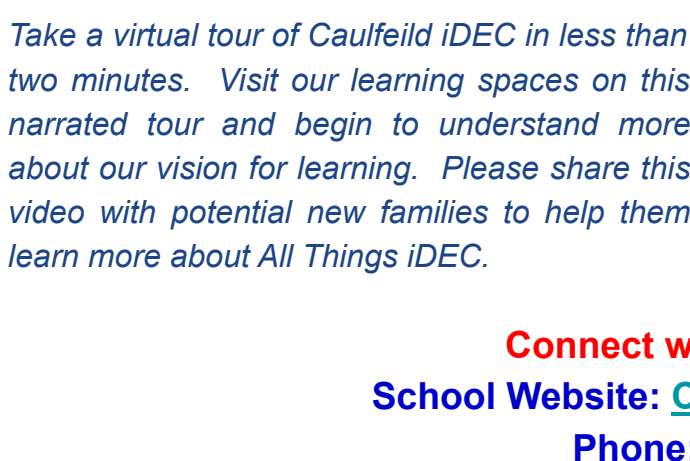 Take a virtual tour of Caulfeild iDEC in less than
two minutes. Visit our learning spaces on this
narrated tour and begin to understand more
about our vision for learning. Please share this
video with potential new families to help them
learn more about All Things iDEC.
Connect
School Website:
Phone: